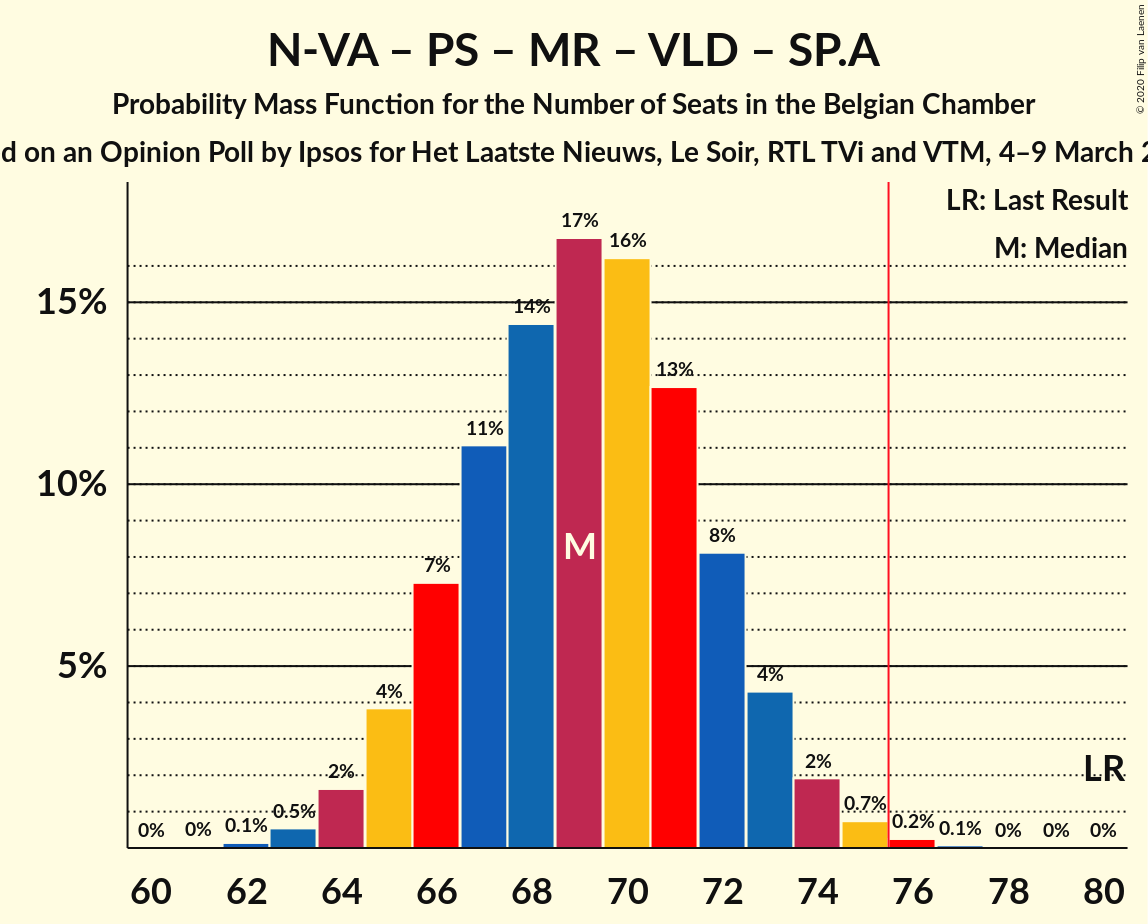 N-VA – PS – MR – VLD – SP.A
Probability Mass Function for the Number of Seats in the Belgian Chamber
d on an Opinion Poll by Ipsos for Het Laatste Nieuws, Le Soir, RTL TVi and VTM, 4–9 March 2
© 2020 Filip van Laenen
LR: Last Result
M: Median
17%
16%
15%
14%
13%
11%
10%
M
8%
7%
5%
4%
4%
2%
2%
LR
0.7%
0.5%
0% 0% 0.1%
0.2% 0.1% 0% 0% 0%
60 62 64 66 68 70 72 74 76 78 80